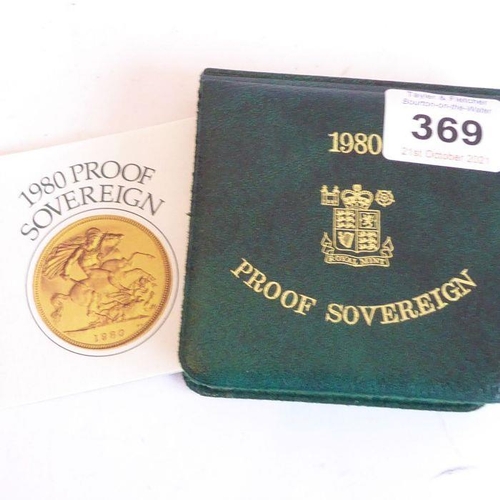 1980 PROOF
SOVEREIGN
1980
Tayler & Fletcher
Bourton-on-the-Water
369
21st October 2021
1980
ROYAL MINT
PROOF SOVEREIGN